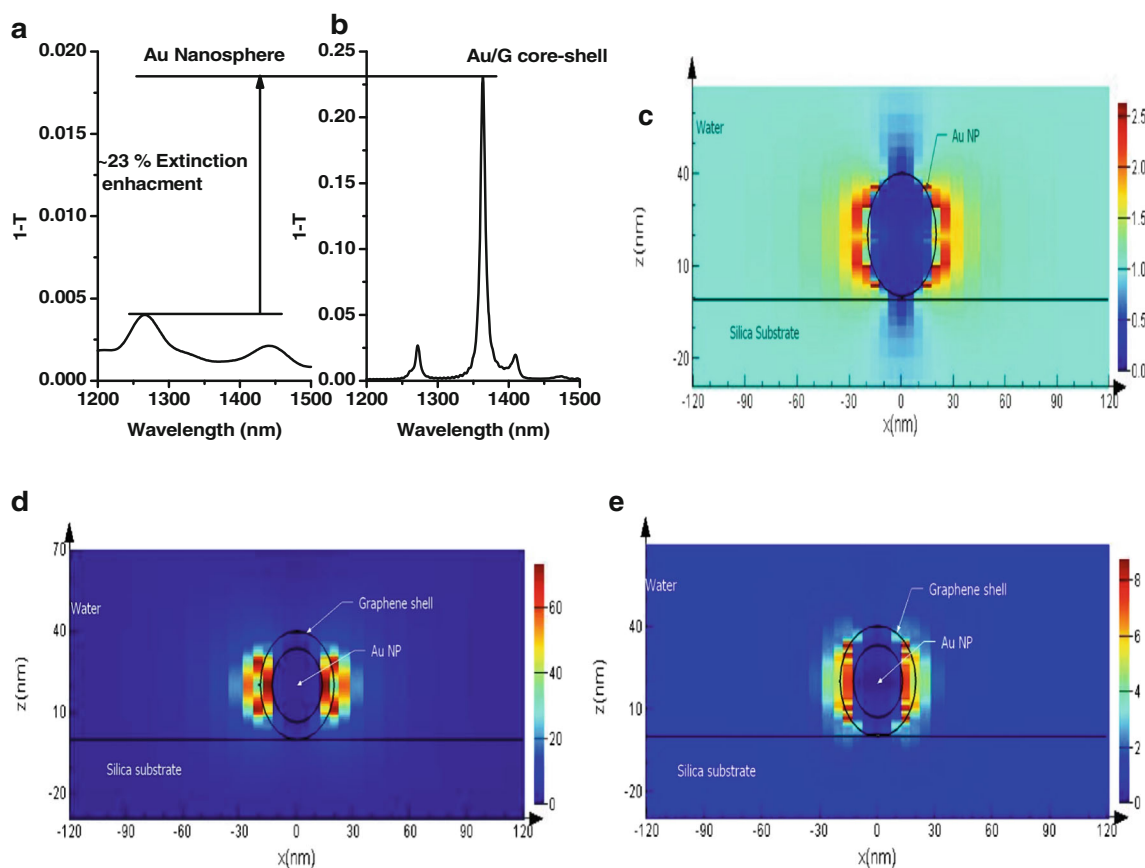 a
b
Au Nanosphere
Au/G core-shell
~23 % Extinction
enhacment
1-T
0.020
0.015
0.010
0.005
0.000
1200
1300
1400
1500
Wavelength (nm)
1-T
0.25
0.20
0.15
0.10
0.05
0.00
1200
1300
1400
1500
Wavelength (nm)
c
Water
Au NP
Silica Substrate
z(nm)
40
10
-20
-120
-90
-60
-30
0
30
60
90
120
x(nm)
2.5
2.0
1.5
1.0
0.5
0.0
d
Water
Graphene shell
Au NP
Silica substrate
z(nm)
70
40
10
-20
-120
-90
-60
-30
0
30
60
90
120
x(nm)
60
40
20
0
e
Water
Graphene shell
Au NP
Silica substrate
z(nm)
40
10
-20
-120
-90
-60
-30
0
30
60
90
120
x(nm)
8
6
4
2
0